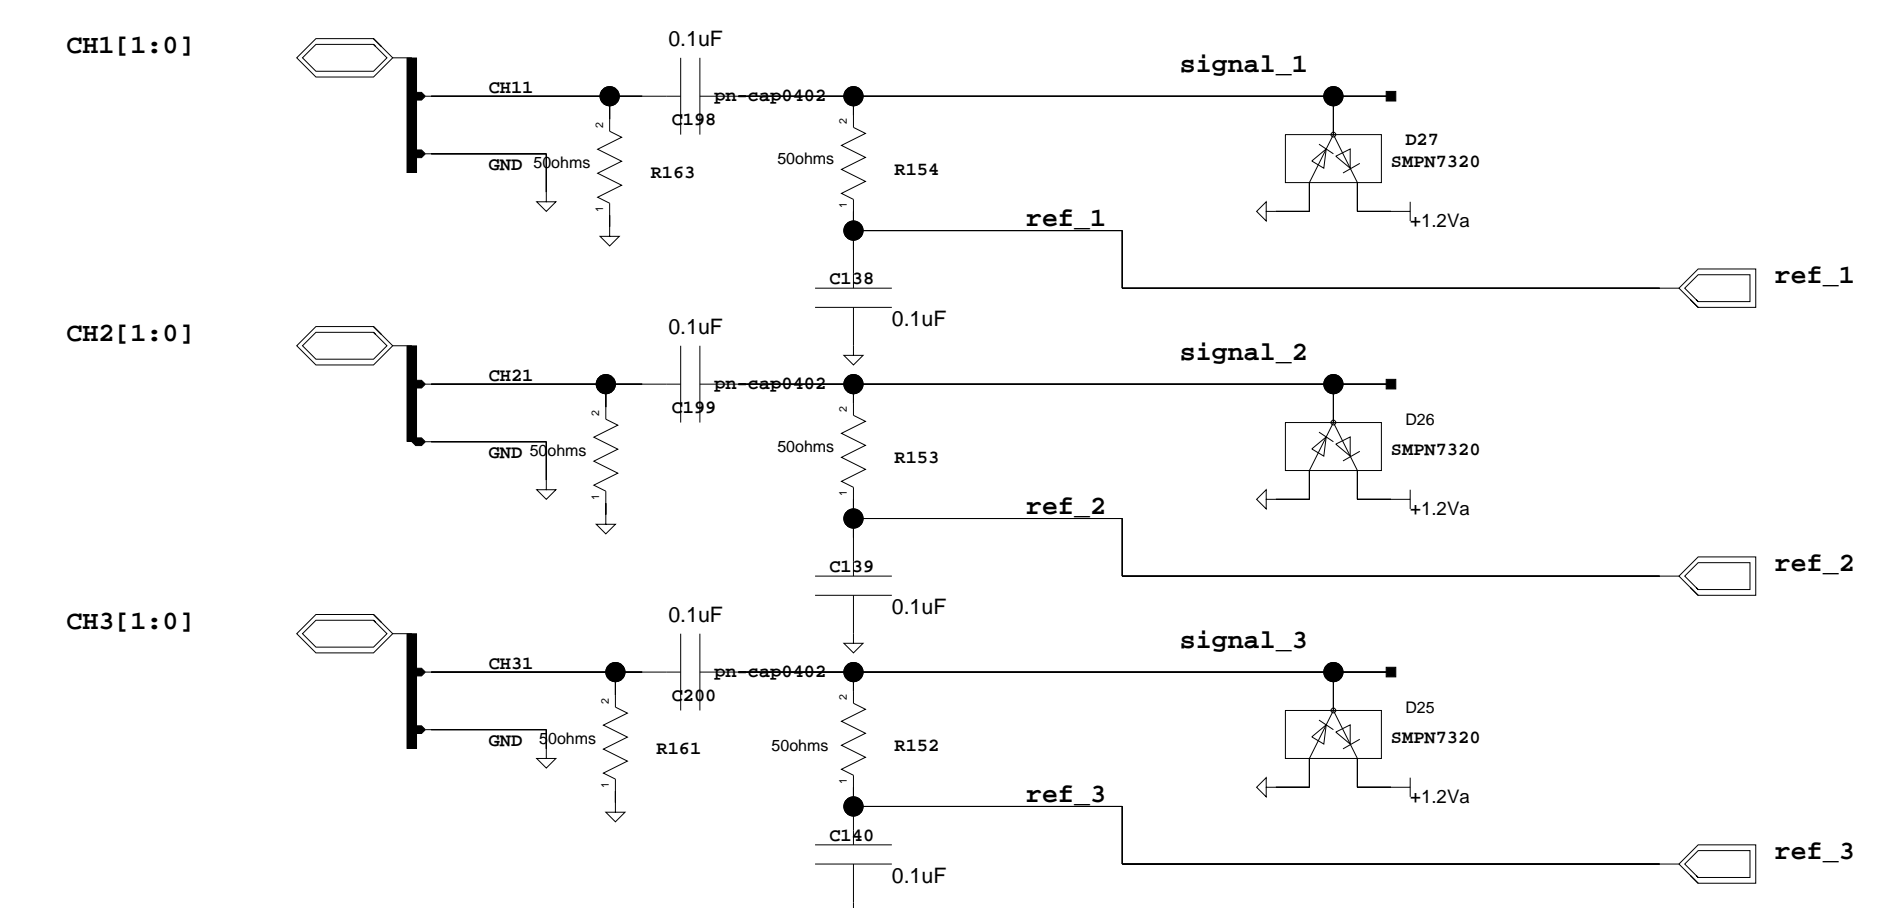 CH1[1:0]
0.1uF
signal_1
CH11
pn-cap0402
C198
2
2
D27
SMPN7320
GND
50ohms
R163
50ohms
R154
1
1
+1.2Va
ref_1
ref_1
C138
0.1uF
CH2[1:0]
0.1uF
signal_2
CH21
pn-cap0402
C199
2
2
D26
SMPN7320
GND
50ohms
50ohms
R153
1
1
+1.2Va
ref_2
ref_2
C139
0.1uF
CH3[1:0]
0.1uF
signal_3
CH31
pn-cap0402
C200
2
2
D25
SMPN7320
GND
50ohms
R161
50ohms
R152
1
1
+1.2Va
ref_3
ref_3
C140
0.1uF